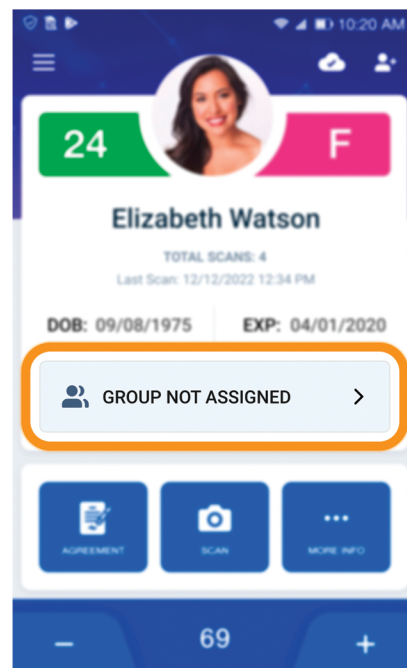 10:20 AM
24
F
Elizabeth Watson
TOTAL SCANS: 4
Last Scan: 12/12/2022 12:34 PM
DOB: 09/08/1975 EXP: 04/01/2020
GROUP NOT ASSIGNED
AGREEMENT SCAN MORE INFO
− 69 +